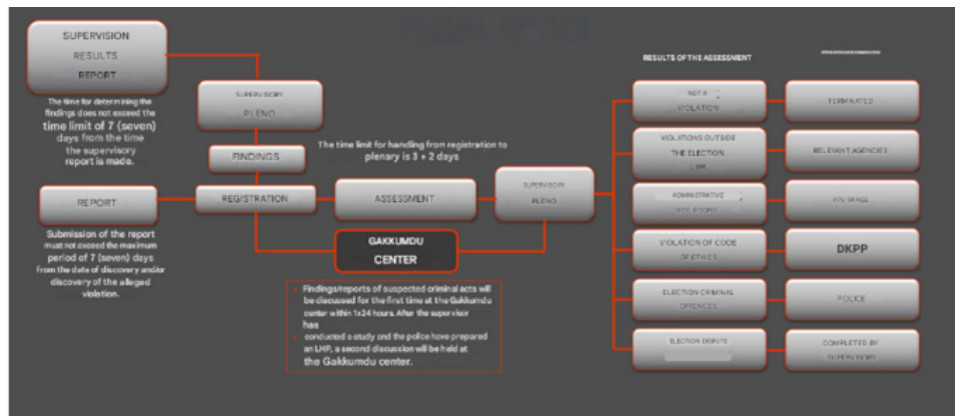 SUPERVISION
RESULTS
REPORT
The time for determining the
findings does not exceed the
time limit of 7 (seven)
days from the time
the supervisory
report is made.
REPORT
Submission of the report
must not exceed the maximum
period of 7 (seven) days
from the date of discovery and/or
discovery of the alleged
violation.
SUPERVISORY
PLENO
FINDINGS
REGISTRATION
The time limit for handling from registration to
plenary is 3 + 2 days
ASSESSMENT
SUPERVISORY
PLENO
GAKKUMDU
CENTER
• Findings/reports of suspected criminal acts will
be discussed for the first time at the Gakkumdu
center within 1x24 hours. After the supervisor
has
• conducted a study and the police have prepared
an LHP, a second discussion will be held at
the Gakkumdu center.
RESULTS OF THE ASSESSMENT
NOT A
VIOLATION
TERMINATED
VIOLATIONS OUTSIDE
THE ELECTION
LAW
RELEVANT AGENCIES
ADMINISTRATIVE
VIOLATIONS
VIOLATION OF CODE
OF ETHICS
DKPP
ELECTION CRIMINAL
OFFENCES
POLICE
ELECTION DISPUTE
COMPLETED BY
SUPERVISORS